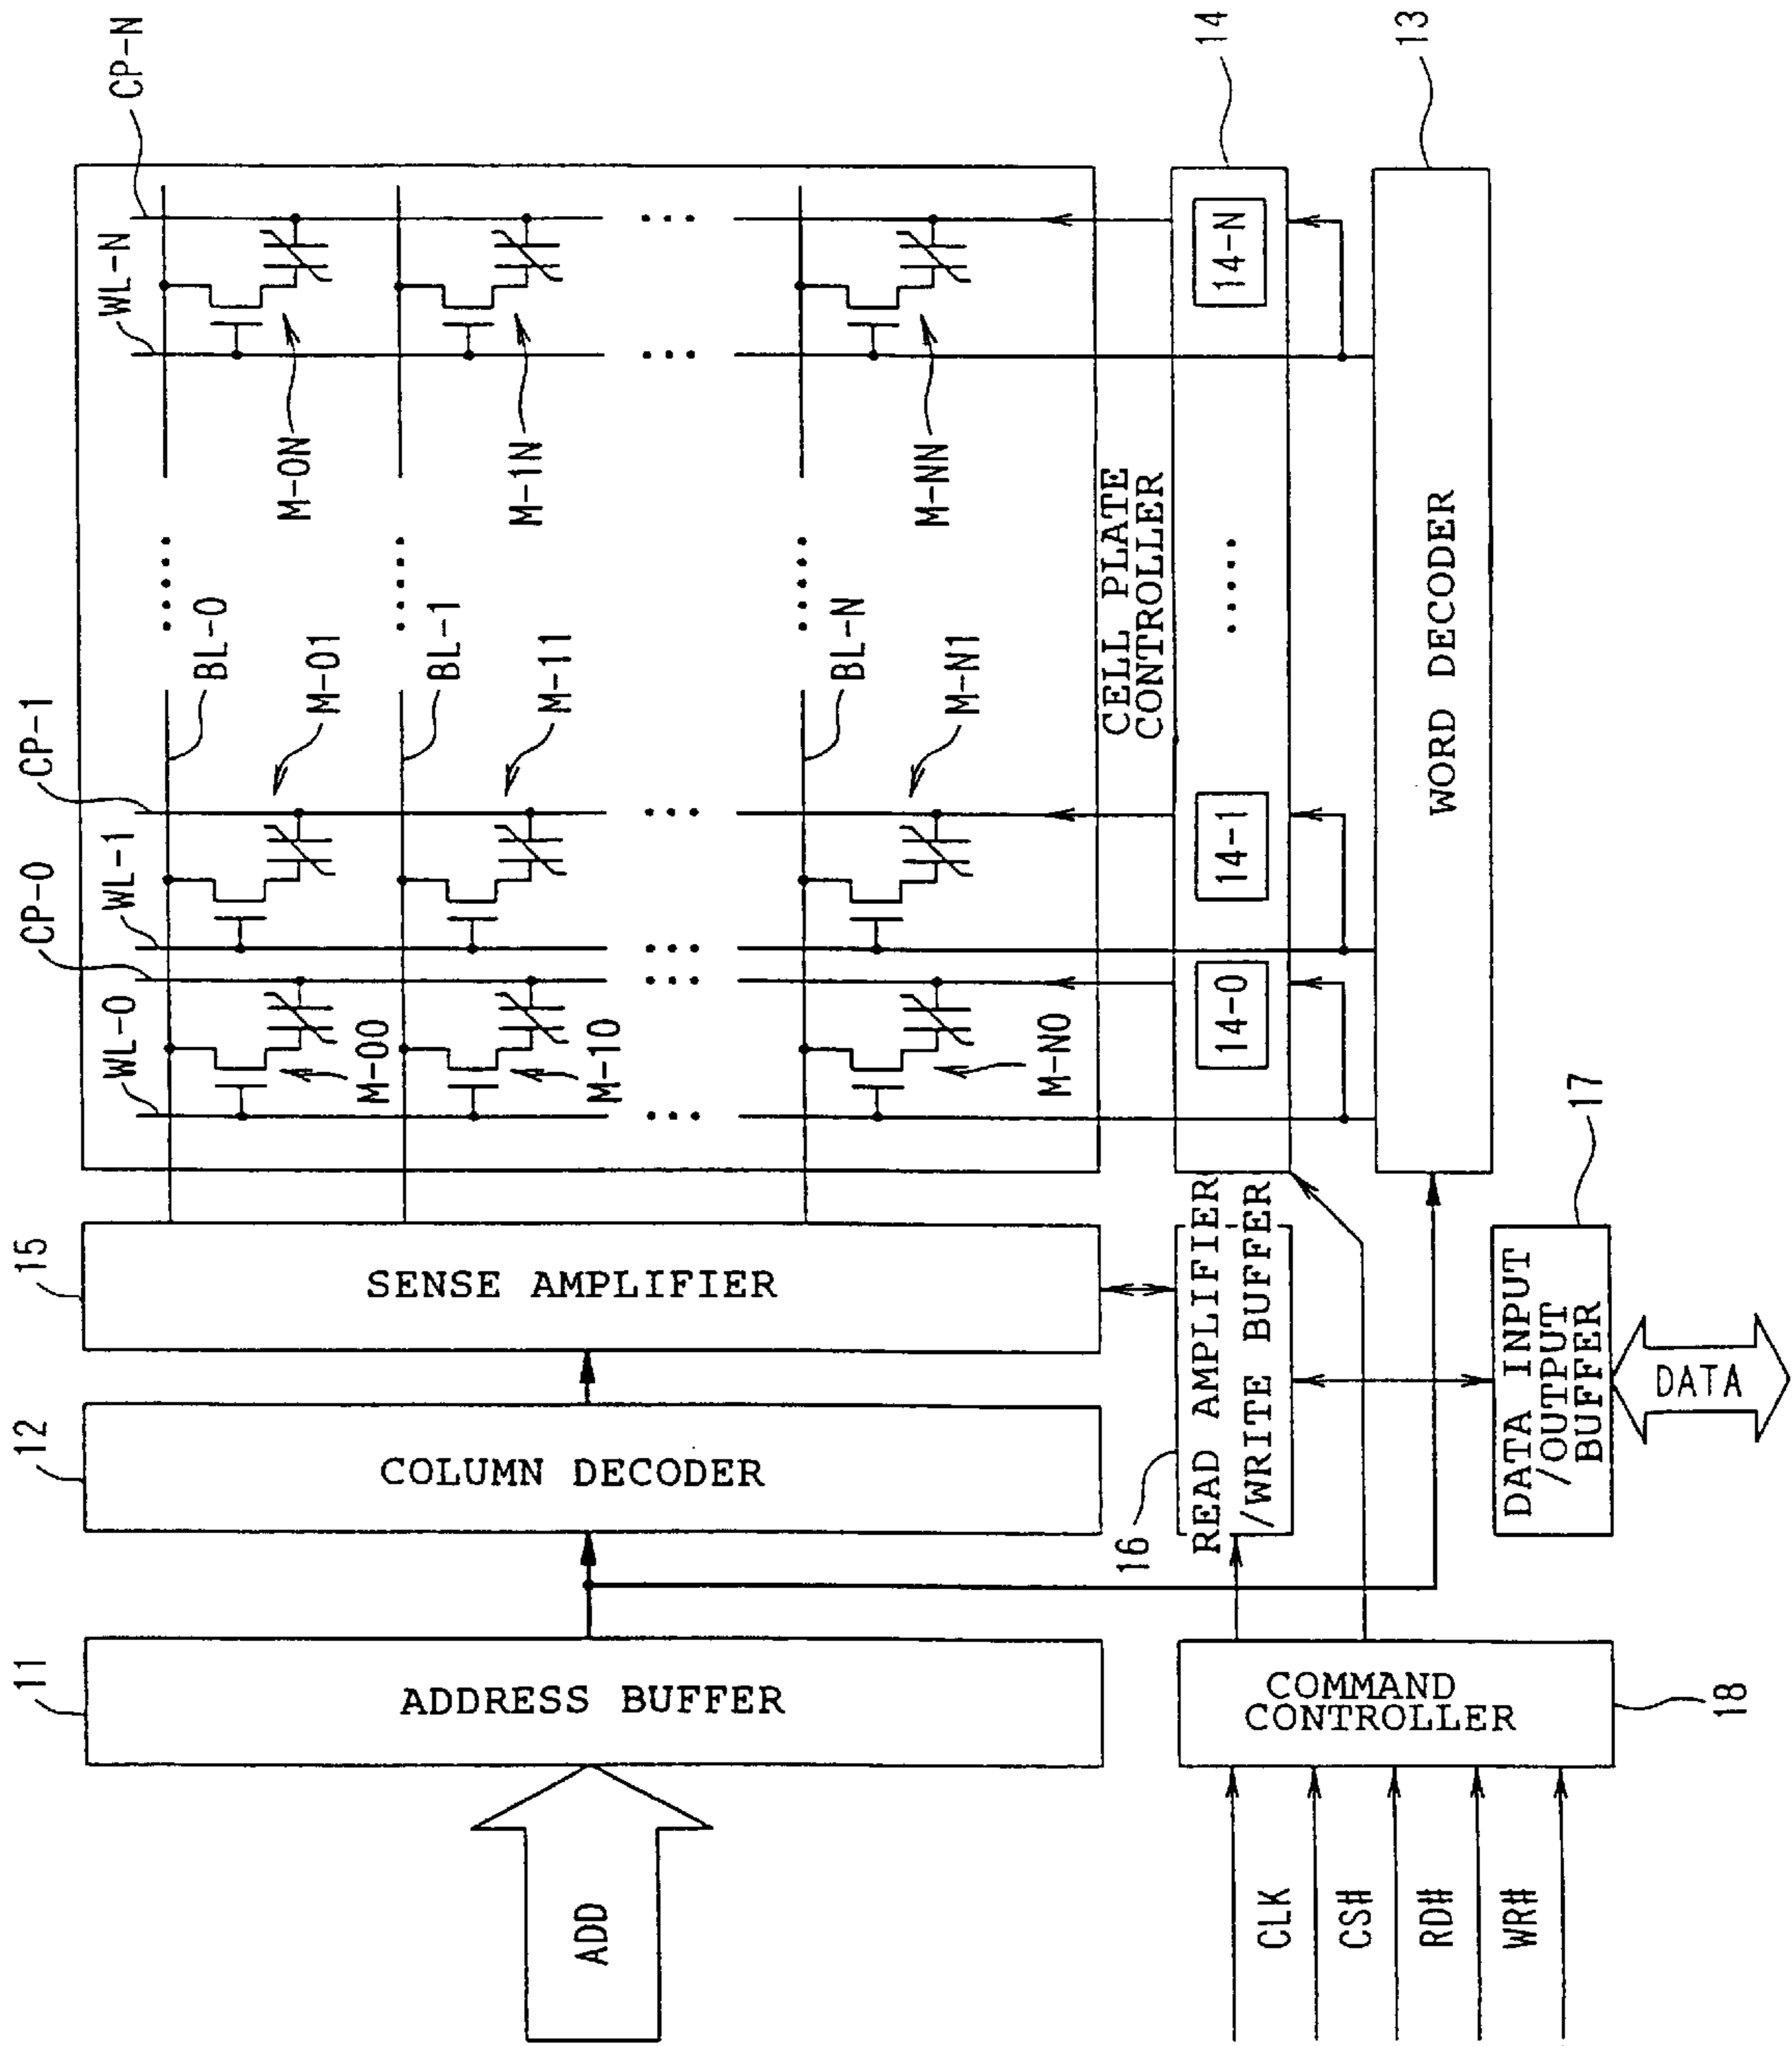 CP-N
WL-N
CP-1
WL-1
CP-0
WL-0
BL-0
BL-1
BL-N
M-0N
M-1N
M-NN
M-01
M-11
M-N1
M-00
M-10
M-N0
CELL PLATE
CONTROLLER
14
14-N
.....
14-1
14-0
13
WORD DECODER
15
SENSE AMPLIFIER
12
COLUMN DECODER
11
ADDRESS BUFFER
ADD
16
READ AMPLIFIER
/WRITE BUFFER
17
DATA INPUT
/OUTPUT
BUFFER
DATA
18
COMMAND
CONTROLLER
CLK
CS#
RD#
WR#